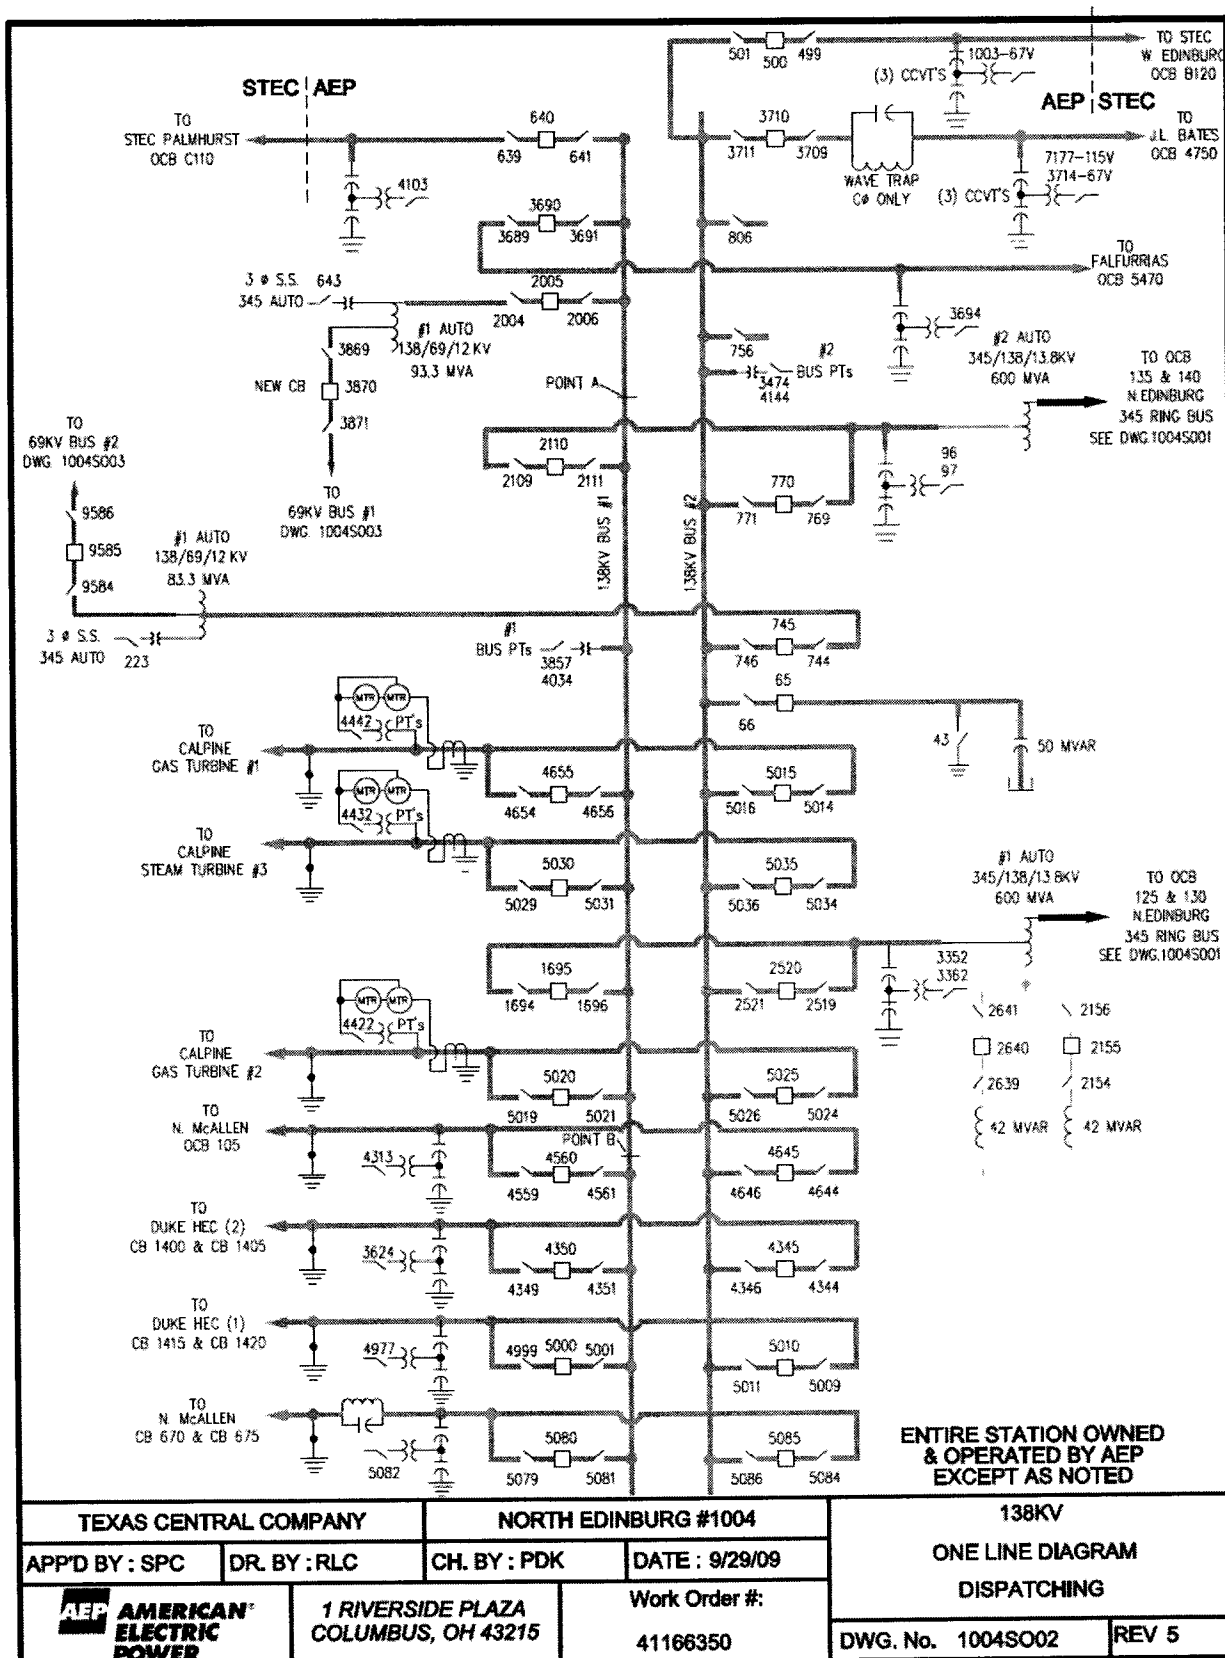 501
500
499
1003-67V
(3) CCVT'S
TO STEC
W. EDINBURG
OCB 8120
STEC AEP
AEP STEC
TO
STEC PALMHURST
OCB C110
640
639
641
4103
3710
3711
3709
WAVE TRAP
CΦ ONLY
TO
J.L. BATES
OCB 4750
7177-115V
3714-67V
(3) CCVT'S
3690
3689
3691
806
TO
FALFURRIAS
OCB 5470
3 Φ S.S.
345 AUTO
643
2005
2004
2006
#1 AUTO
138/69/12 KV
93.3 MVA
3869
NEW CB
3870
3871
TO
69KV BUS #1
DWG. 1004S003
756
#2
BUS PTs
3474
4144
3694
#2 AUTO
345/138/13.8KV
600 MVA
TO OCB
135 & 140
N.EDINBURG
345 RING BUS
SEE DWG.1004S001
POINT A
TO
69KV BUS #2
DWG. 1004S003
2110
2109
2111
96
97
770
771
769
138KV BUS #1
138KV BUS #2
9586
9585
9584
#1 AUTO
138/69/12 KV
83.3 MVA
3 Φ S.S.
345 AUTO
223
#1
BUS PTs
3857
4034
745
746
744
65
66
43
50 MVAR
MTR MTR
4442 PT's
TO
CALPINE
GAS TURBINE #1
4655
4654
4656
5015
5016
5014
MTR MTR
4432 PT's
TO
CALPINE
STEAM TURBINE #3
5030
5029
5031
5035
5036
5034
#1 AUTO
345/138/13.8KV
600 MVA
TO OCB
125 & 130
N.EDINBURG
345 RING BUS
SEE DWG.1004S001
1695
1694
1696
2520
2521
2519
3352
3362
2641
2640
2639
42 MVAR
2156
2155
2154
42 MVAR
MTR MTR
4422 PT's
TO
CALPINE
GAS TURBINE #2
5020
5019
5021
5025
5026
5024
TO
N. McALLEN
OCB 105
4313
POINT B
4560
4559
4561
4645
4646
4644
TO
DUKE HEC (2)
CB 1400 & CB 1405
3624
4350
4349
4351
4345
4346
4344
TO
DUKE HEC (1)
CB 1415 & CB 1420
4977
4999 5000 5001
5010
5011
5009
TO
N. McALLEN
CB 670 & CB 675
5082
5080
5079
5081
5085
5086
5084
ENTIRE STATION OWNED
& OPERATED BY AEP
EXCEPT AS NOTED
TEXAS CENTRAL COMPANY
NORTH EDINBURG #1004
APP'D BY : SPC
DR. BY : RLC
CH. BY : PDK
DATE : 9/29/09
138KV
ONE LINE DIAGRAM
DISPATCHING
AEP AMERICAN®
ELECTRIC
POWER
1 RIVERSIDE PLAZA
COLUMBUS, OH 43215
Work Order #:
41166350
DWG. No. 1004SO02
REV 5